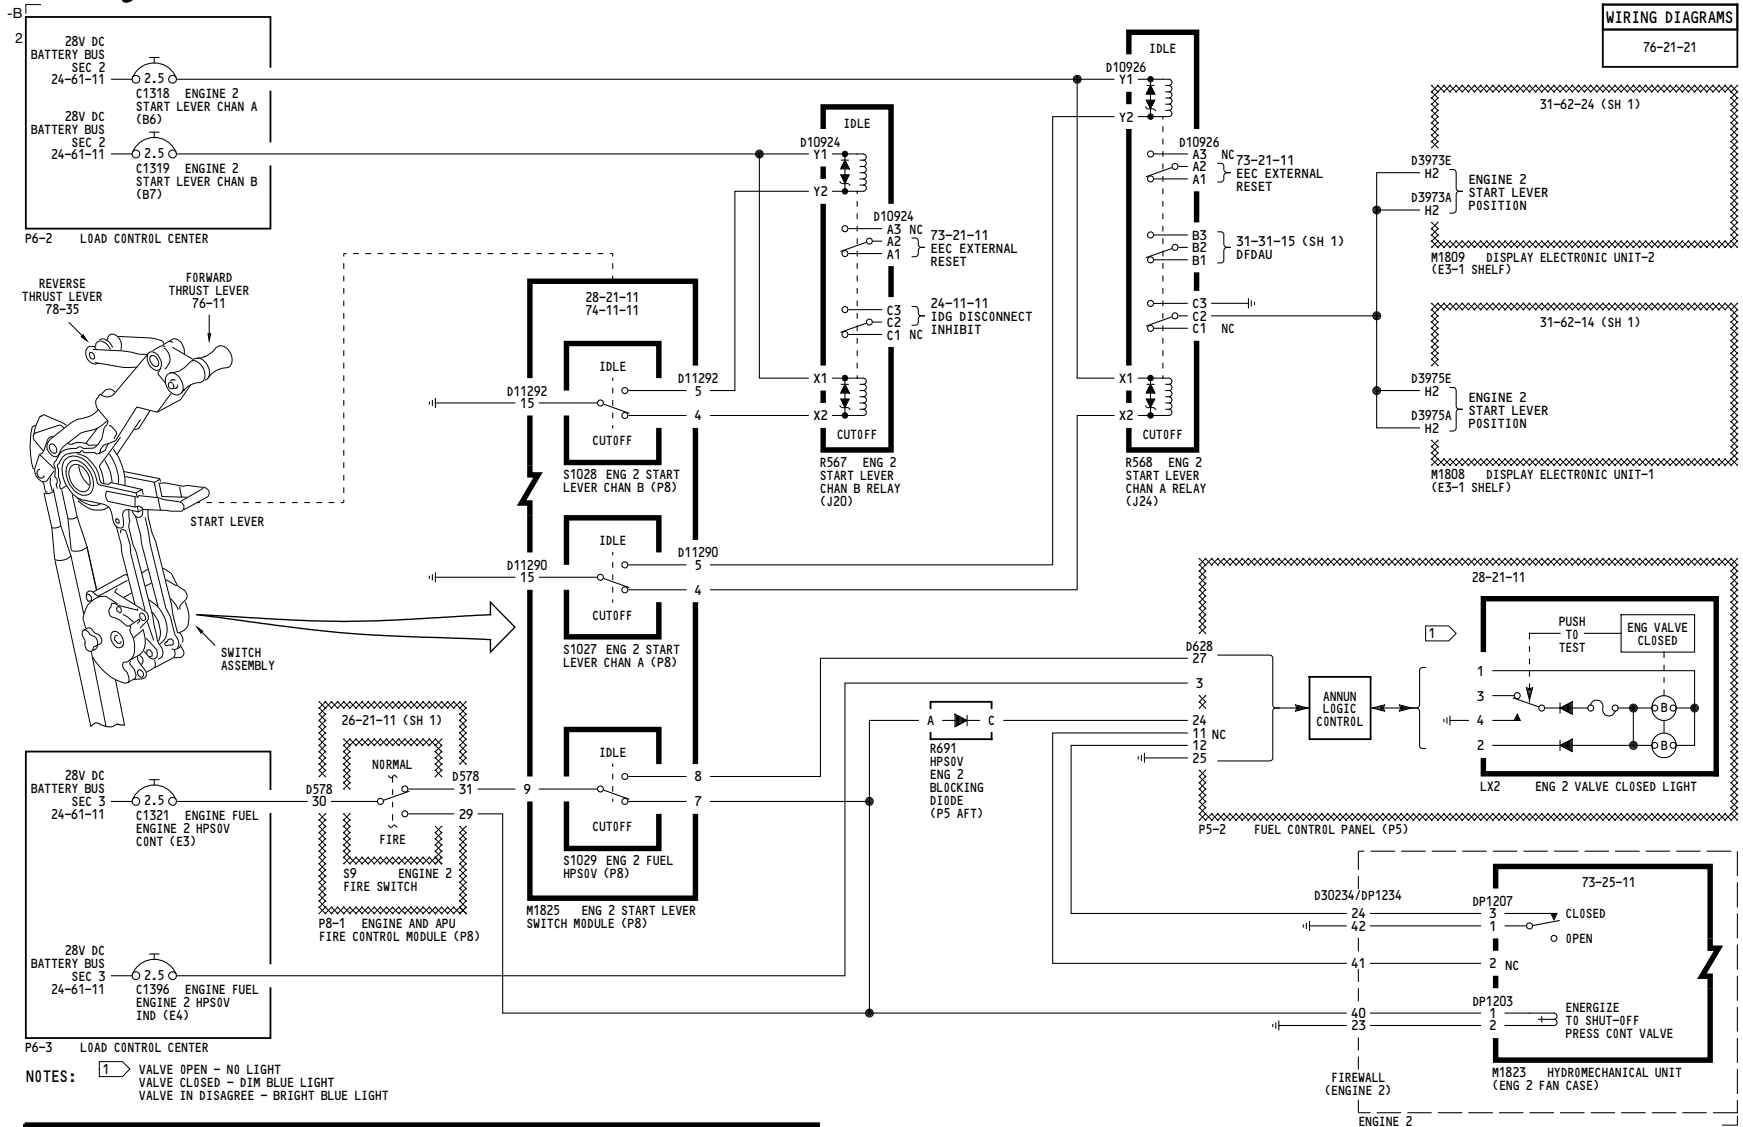 -B
2
WIRING DIAGRAMS
76-21-21
28V DC
BATTERY BUS
SEC 2
24-61-11
2.5
C1318 ENGINE 2
START LEVER CHAN A
(B6)
28V DC
BATTERY BUS
SEC 2
24-61-11
2.5
C1319 ENGINE 2
START LEVER CHAN B
(B7)
P6-2 LOAD CONTROL CENTER
REVERSE
THRUST LEVER
78-35
FORWARD
THRUST LEVER
76-11
START LEVER
SWITCH
ASSEMBLY
28-21-11
74-11-11
IDLE
D11292
15
D11292
5
4
CUTOFF
S1028 ENG 2 START
LEVER CHAN B (P8)
IDLE
D11290
15
D11290
5
4
CUTOFF
S1027 ENG 2 START
LEVER CHAN A (P8)
IDLE
9
8
7
CUTOFF
S1029 ENG 2 FUEL
HPSOV (P8)
M1825 ENG 2 START LEVER
SWITCH MODULE (P8)
IDLE
D10924
Y1
Y2
D10924
A3 NC
A2
A1
73-21-11
EEC EXTERNAL
RESET
C3
C2
C1 NC
24-11-11
IDG DISCONNECT
INHIBIT
X1
X2
CUTOFF
R567 ENG 2
START LEVER
CHAN B RELAY
(J20)
IDLE
D10926
Y1
Y2
D10926
A3 NC
A2
A1
73-21-11
EEC EXTERNAL
RESET
B3
B2
B1
31-31-15 (SH 1)
DFDAU
C3
C2
C1 NC
X1
X2
CUTOFF
R568 ENG 2
START LEVER
CHAN A RELAY
(J24)
31-62-24 (SH 1)
D3973E
H2
D3973A
H2
ENGINE 2
START LEVER
POSITION
M1809 DISPLAY ELECTRONIC UNIT-2
(E3-1 SHELF)
31-62-14 (SH 1)
D3975E
H2
D3975A
H2
ENGINE 2
START LEVER
POSITION
M1808 DISPLAY ELECTRONIC UNIT-1
(E3-1 SHELF)
28V DC
BATTERY BUS
SEC 3
24-61-11
2.5
C1321 ENGINE FUEL
ENGINE 2 HPSOV
CONT (E3)
28V DC
BATTERY BUS
SEC 3
24-61-11
2.5
C1396 ENGINE FUEL
ENGINE 2 HPSOV
IND (E4)
P6-3 LOAD CONTROL CENTER
26-21-11 (SH 1)
NORMAL
D578
30
D578
31
29
FIRE
S9 ENGINE 2
FIRE SWITCH
P8-1 ENGINE AND APU
FIRE CONTROL MODULE (P8)
A C
R691
HPSOV
ENG 2
BLOCKING
DIODE
(P5 AFT)
28-21-11
D628
27
3
24
11 NC
12
25
ANNUN
LOGIC
CONTROL
1
PUSH
TO
TEST
ENG VALVE
CLOSED
1
3
4
2
B
B
LX2 ENG 2 VALVE CLOSED LIGHT
P5-2 FUEL CONTROL PANEL (P5)
D30234/DP1234
24
42
41
40
23
73-25-11
DP1207
3
1
2 NC
CLOSED
OPEN
DP1203
1
2
ENERGIZE
TO SHUT-OFF
PRESS CONT VALVE
M1823 HYDROMECHANICAL UNIT
(ENG 2 FAN CASE)
FIREWALL
(ENGINE 2)
ENGINE 2
NOTES:
1 VALVE OPEN - NO LIGHT
VALVE CLOSED - DIM BLUE LIGHT
VALVE IN DISAGREE - BRIGHT BLUE LIGHT